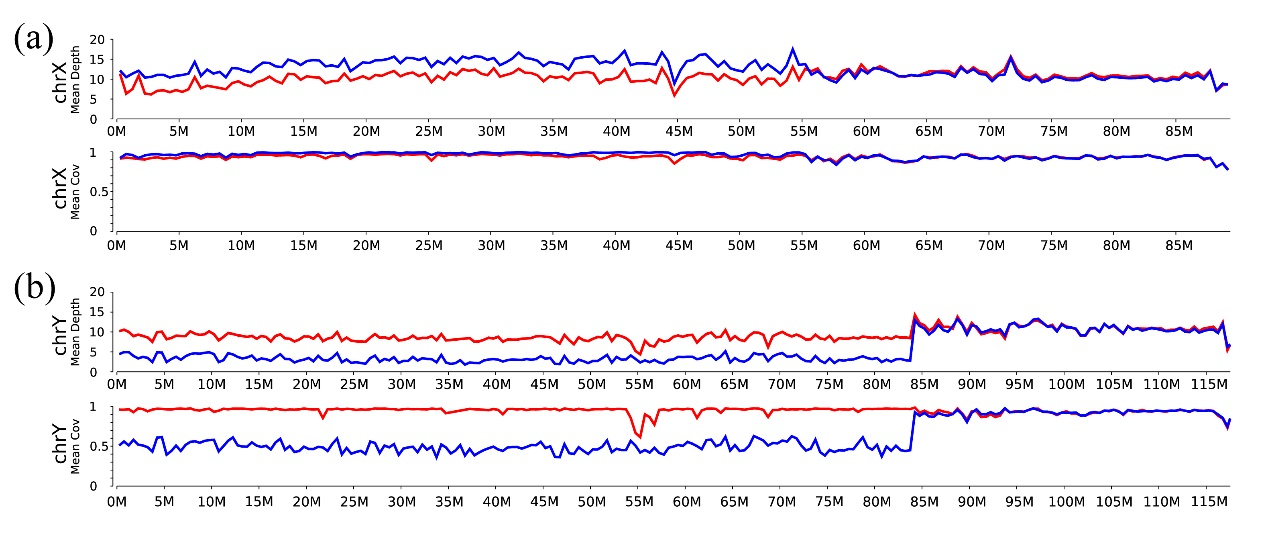 (a)
chrX
Mean Depth
20
15
10
5
0
0M 5M 10M 15M 20M 25M 30M 35M 40M 45M 50M 55M 60M 65M 70M 75M 80M 85M
chrX
Mean Cov
1
0.5
0
0M 5M 10M 15M 20M 25M 30M 35M 40M 45M 50M 55M 60M 65M 70M 75M 80M 85M
(b)
chrY
Mean Depth
20
15
10
5
0
0M 5M 10M 15M 20M 25M 30M 35M 40M 45M 50M 55M 60M 65M 70M 75M 80M 85M 90M 95M 100M 105M 110M 115M
chrY
Mean Cov
1
0.5
0
0M 5M 10M 15M 20M 25M 30M 35M 40M 45M 50M 55M 60M 65M 70M 75M 80M 85M 90M 95M 100M 105M 110M 115M